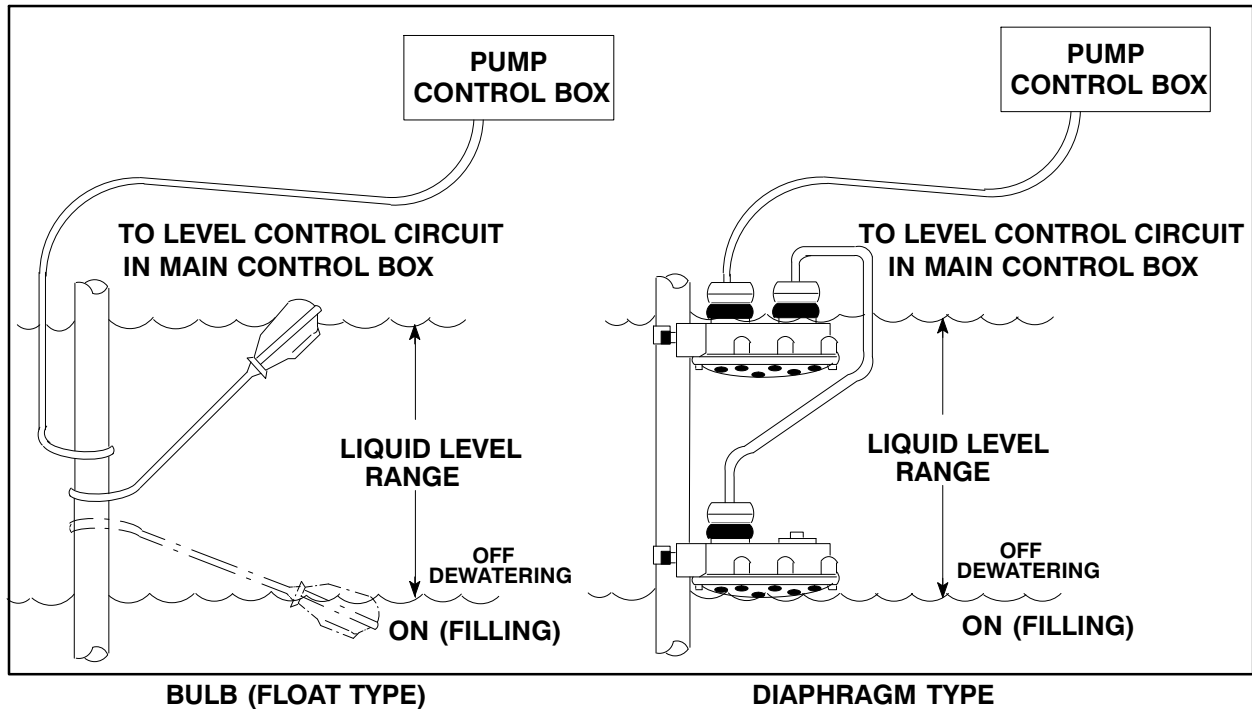 PUMP
CONTROL BOX
TO LEVEL CONTROL CIRCUIT
IN MAIN CONTROL BOX
LIQUID LEVEL
RANGE
OFF
DEWATERING
ON (FILLING)
BULB (FLOAT TYPE)
PUMP
CONTROL BOX
TO LEVEL CONTROL CIRCUIT
IN MAIN CONTROL BOX
LIQUID LEVEL
RANGE
OFF
DEWATERING
ON (FILLING)
DIAPHRAGM TYPE